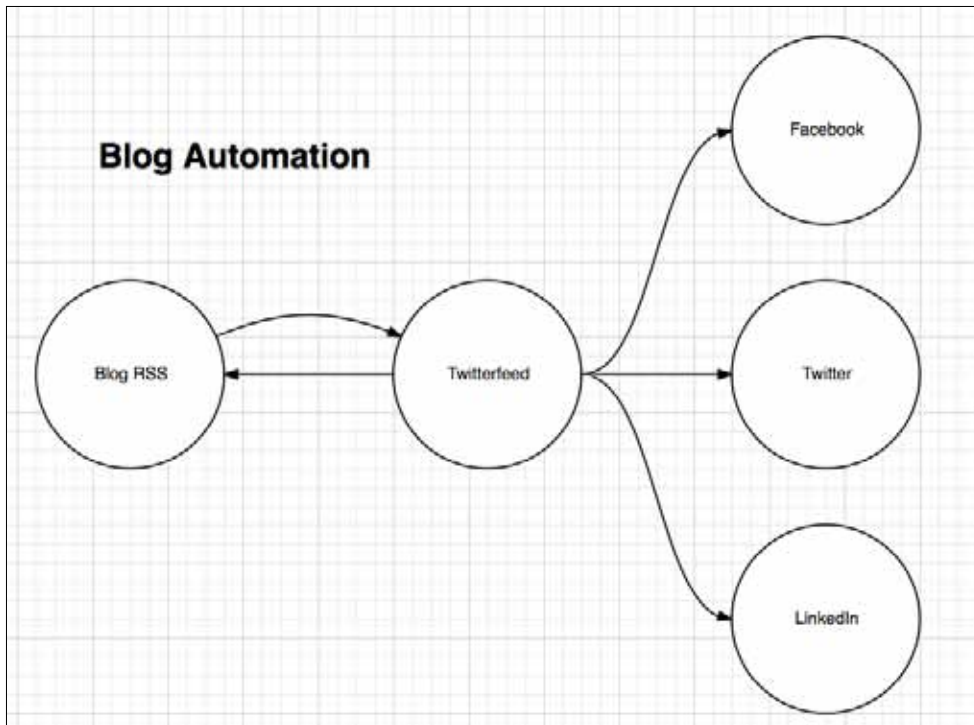 Blog Automation
Facebook
Blog RSS
Twitterfeed
Twitter
LinkedIn